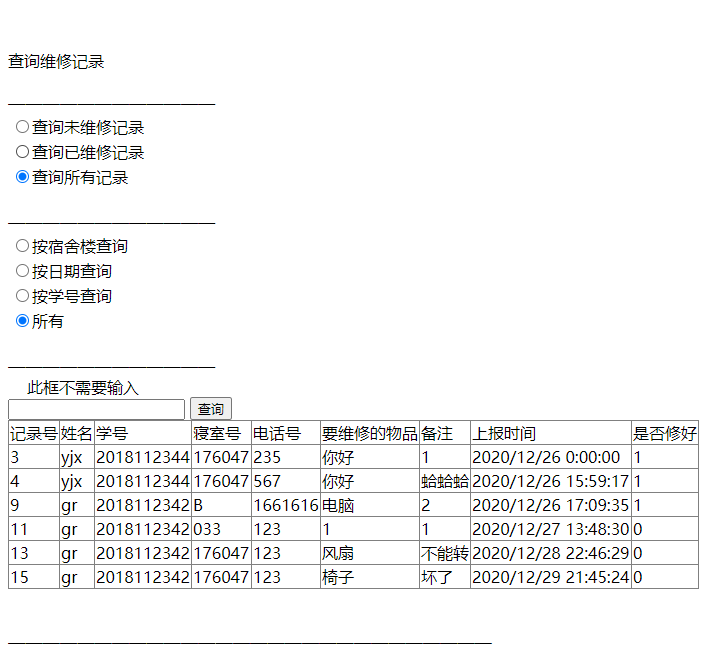 查询维修记录
查询未维修记录
查询已维修记录
查询所有记录
按宿舍楼查询
按日期查询
按学号查询
所有
此框不需要输入
查询
记录号 姓名 学号 寝室号 电话号 要维修的物品 备注 上报时间 是否修好
3 yjx 2018112344 176047 235 你好 1 2020/12/26 0:00:00 1
4 yjx 2018112344 176047 567 你好 蛤蛤蛤 2020/12/26 15:59:17 1
9 gr 2018112342 B 1661616 电脑 2 2020/12/26 17:09:35 1
11 gr 2018112342 033 123 1 1 2020/12/27 13:48:30 0
13 gr 2018112342 176047 123 风扇 不能转 2020/12/28 22:46:29 0
15 gr 2018112342 176047 123 椅子 坏了 2020/12/29 21:45:24 0